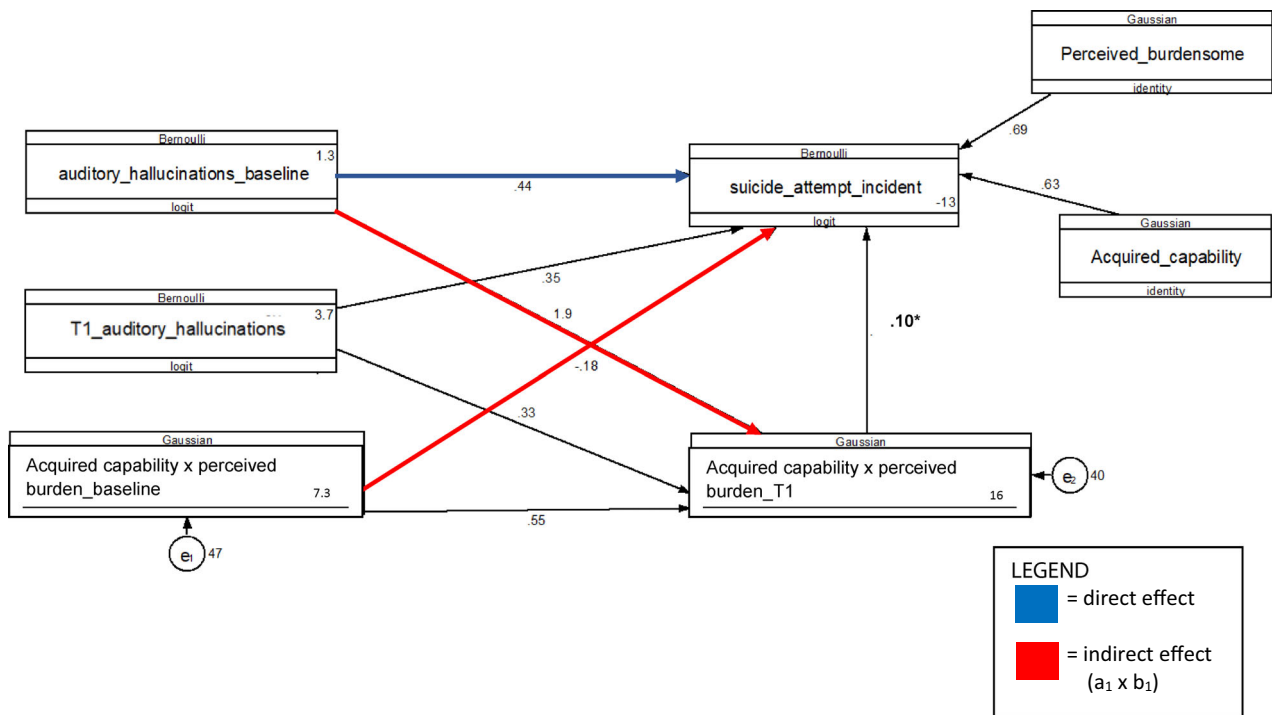 Gaussian
Perceived_burdensome
identity
.69
Bernoulli
1.3
auditory_hallucinations_baseline
logit
.44
Bernoulli
suicide_attempt_incident
-13
logit
.63
Gaussian
Acquired_capability
identity
.35
Bernoulli
3.7
T1_auditory_hallucinations
logit
1.9
.10*
-.18
.33
Gaussian
Acquired capability x perceived
burden_baseline
7.3
.55
Gaussian
Acquired capability x perceived
burden_T1
16
e₂ 40
e₁ 47
LEGEND
= direct effect
= indirect effect
(a₁ x b₁)